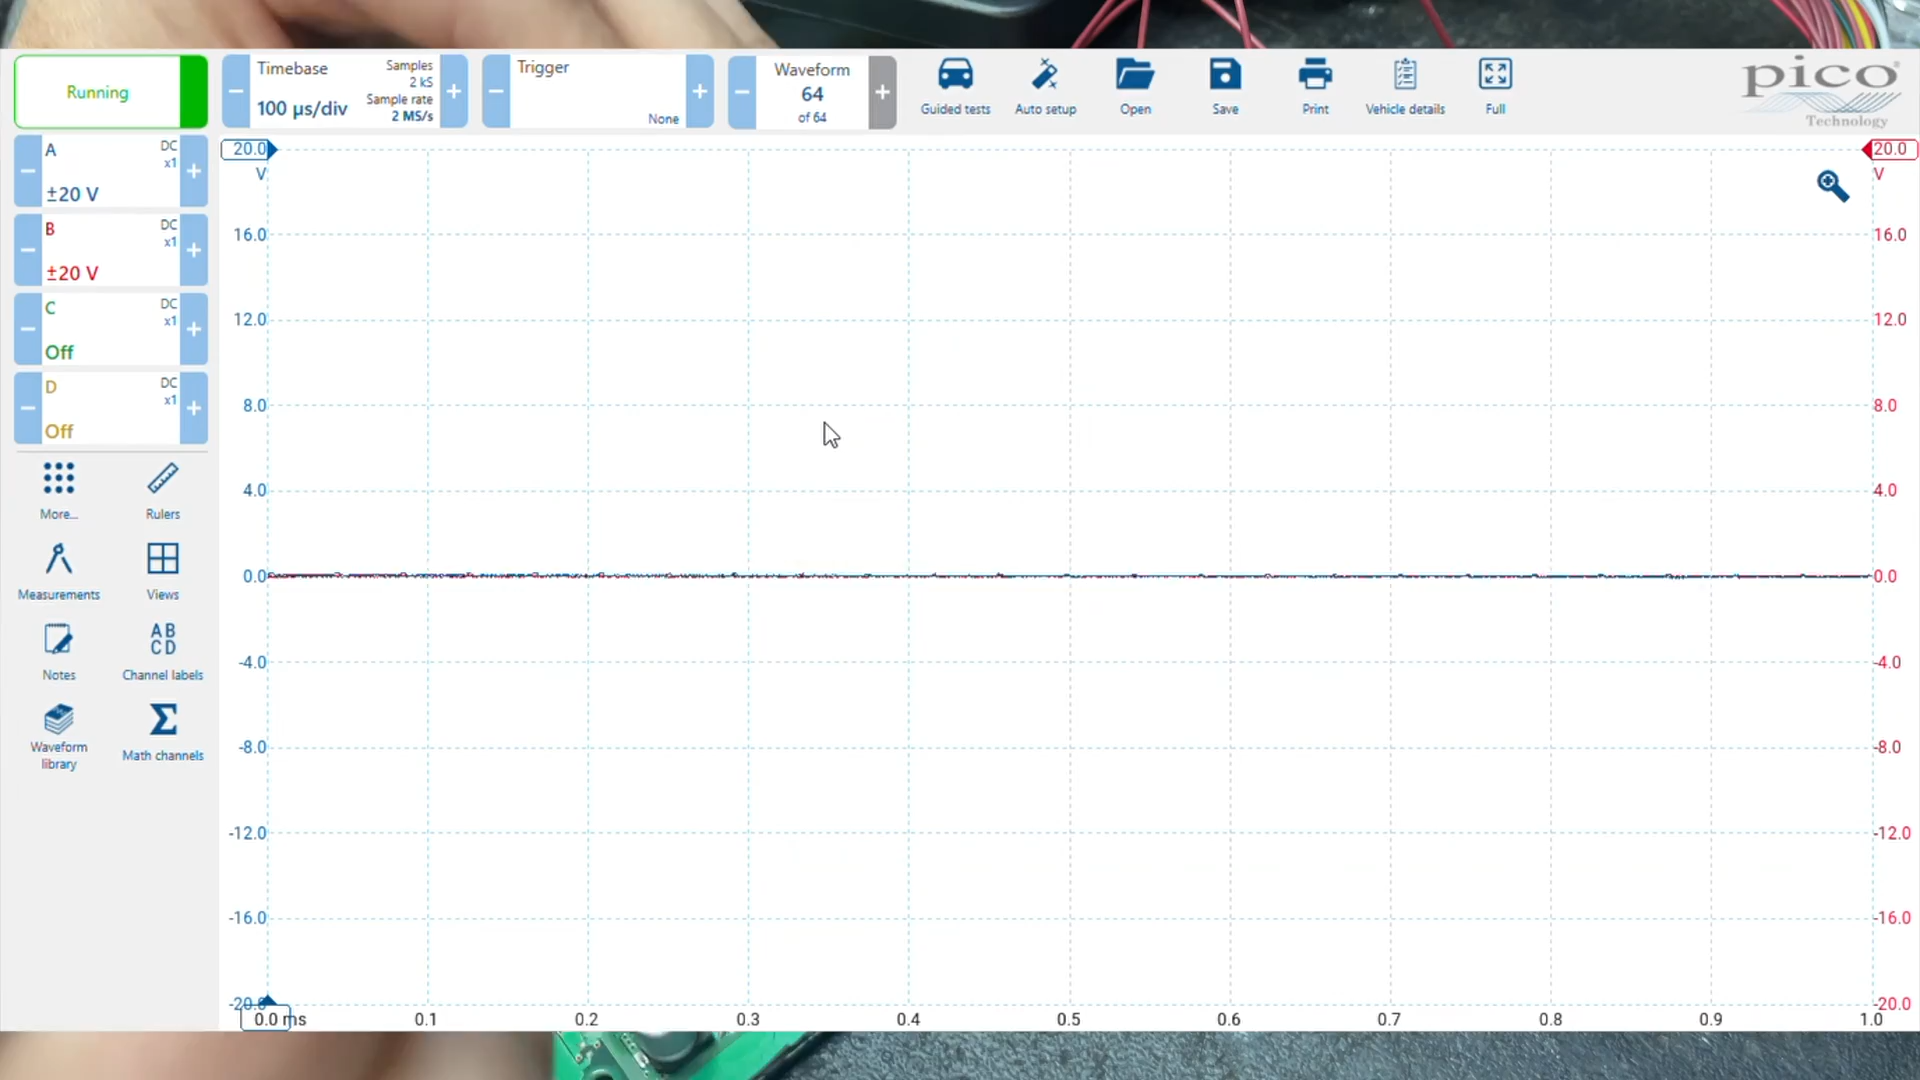 Running
Timebase
100 µs/div
Samples
2 kS
Sample rate
2 MS/s
Trigger
None
Waveform
64
of 64
Guided tests
Auto setup
Open
Save
Print
Vehicle details
Full
pico
Technology
A
DC
x1
±20 V
B
DC
x1
±20 V
C
DC
x1
Off
D
DC
x1
Off
More...
Rulers
Measurements
Views
Notes
AB
CD
Channel labels
Waveform
library
Math channels
20.0
V
16.0
12.0
8.0
4.0
0.0
-4.0
-8.0
-12.0
-16.0
-20.0
20.0
V
16.0
12.0
8.0
4.0
0.0
-4.0
-8.0
-12.0
-16.0
-20.0
0.0 ms
0.1
0.2
0.3
0.4
0.5
0.6
0.7
0.8
0.9
1.0